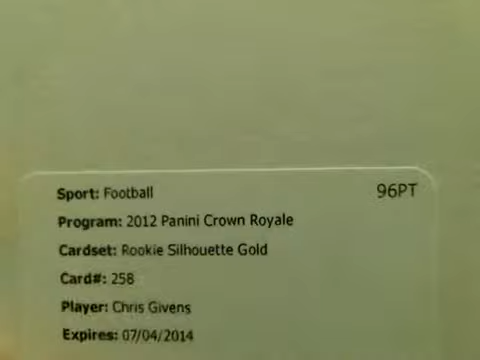 Sport: Football 96PT
Program: 2012 Panini Crown Royale
Cardset: Rookie Silhouette Gold
Card#: 258
Player: Chris Givens
Expires: 07/04/2014